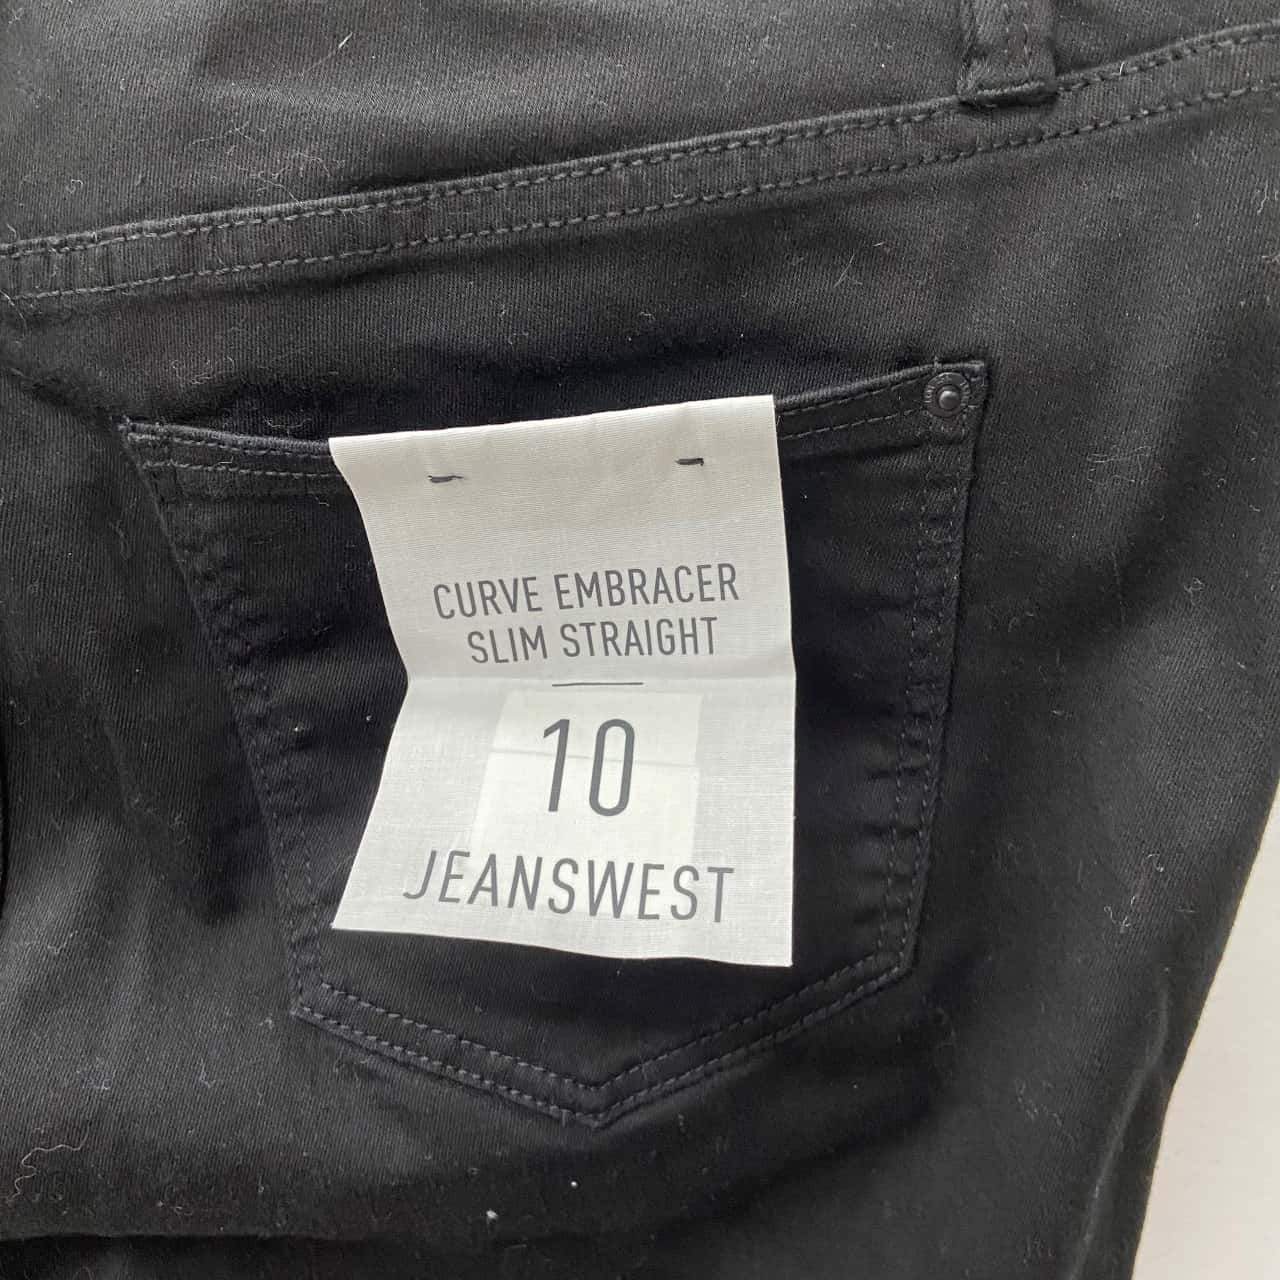 CURVE EMBRACER
SLIM STRAIGHT
10
JEANSWEST